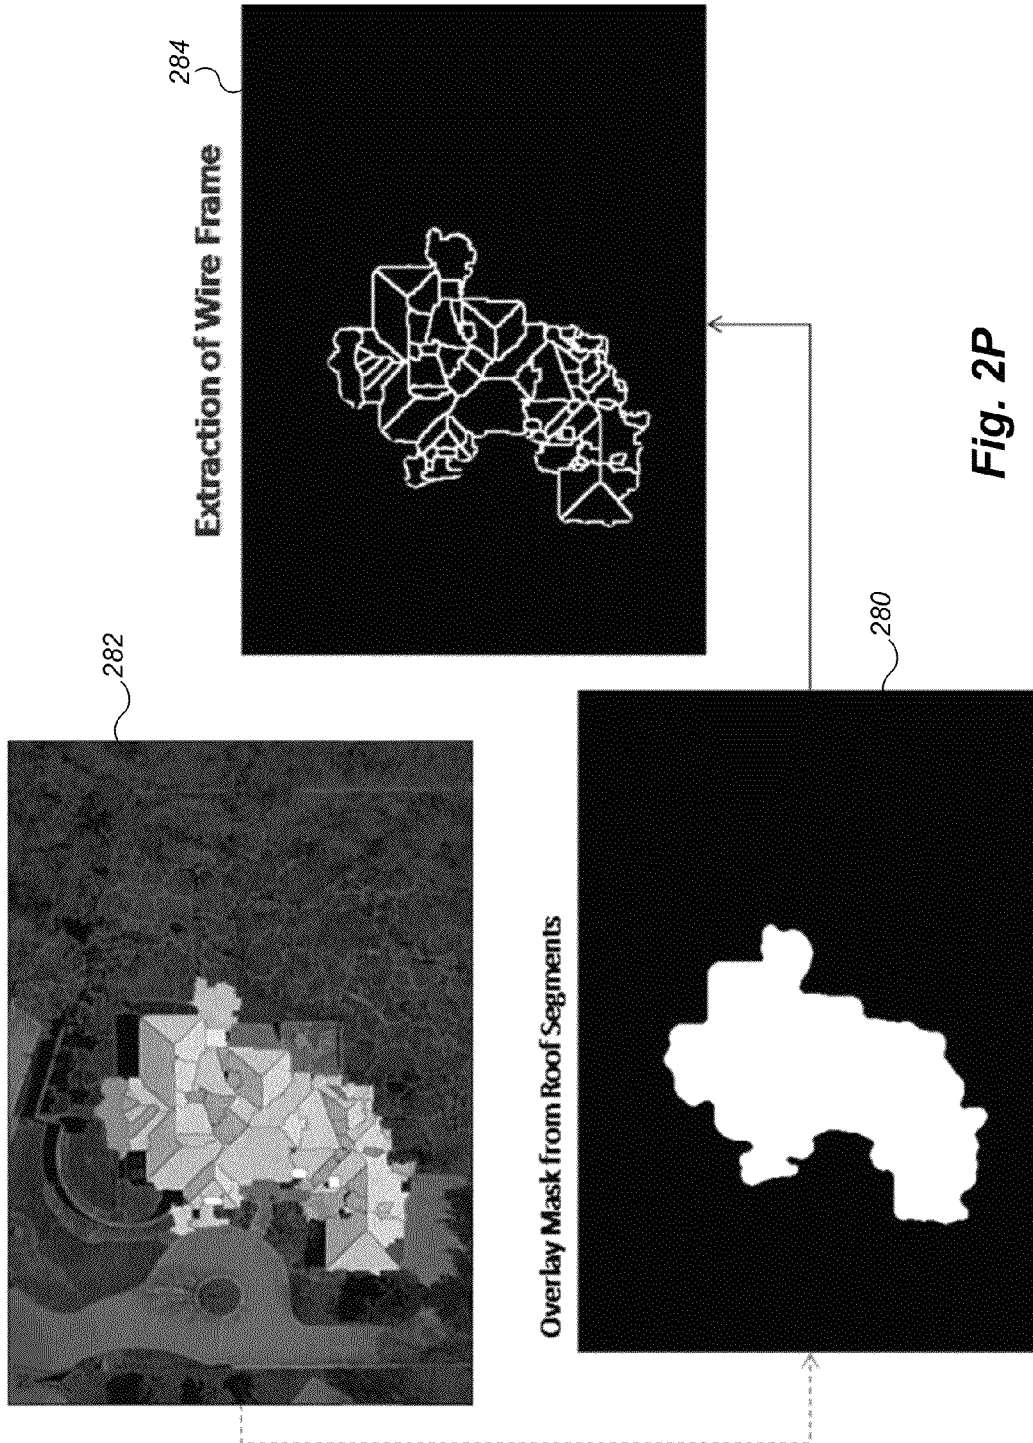 282
Overlay Mask from Roof Segments
280
Extraction of Wire Frame
284
Fig. 2P